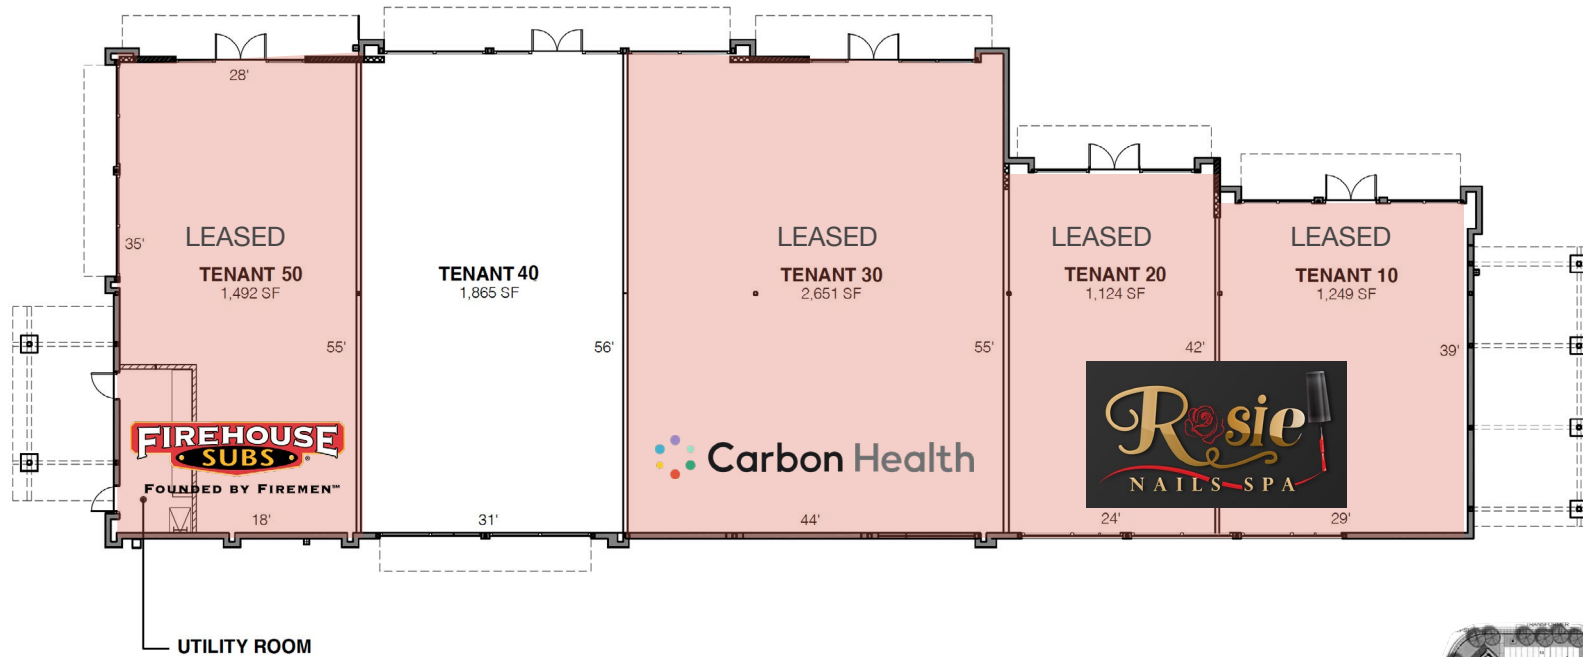 28'
LEASED
TENANT 50
1,492 SF
35'
55'
FIREHOUSE
SUBS
®
FOUNDED BY FIREMEN™
18'
UTILITY ROOM
TENANT 40
1,865 SF
56'
31'
LEASED
TENANT 30
2,651 SF
55'
Carbon Health
44'
LEASED
TENANT 20
1,124 SF
42'
24'
LEASED
TENANT 10
1,249 SF
39'
Rosie
NAILS SPA
29'